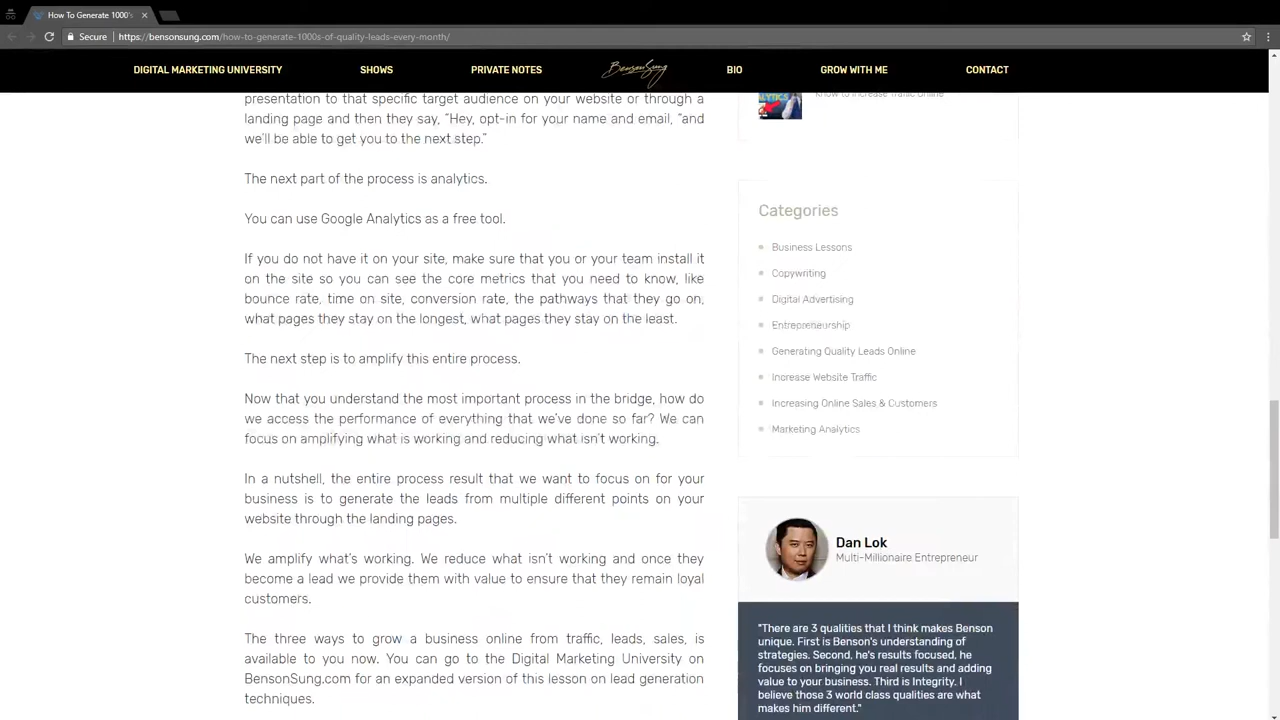 How To Generate 1000's
Secure
https://bensonsung.com/how-to-generate-1000s-of-quality-leads-every-month/
DIGITAL MARKETING UNIVERSITY
SHOWS
PRIVATE NOTES
BensonSung
BIO
GROW WITH ME
CONTACT
presentation to that specific target audience on your website or through a
landing page and then they say, “Hey, opt-in for your name and email, “and
we’ll be able to get you to the next step.”
The next part of the process is analytics.
You can use Google Analytics as a free tool.
If you do not have it on your site, make sure that you or your team install it
on the site so you can see the core metrics that you need to know, like
bounce rate, time on site, conversion rate, the pathways that they go on,
what pages they stay on the longest, what pages they stay on the least.
The next step is to amplify this entire process.
Now that you understand the most important process in the bridge, how do
we access the performance of everything that we’ve done so far? We can
focus on amplifying what is working and reducing what isn’t working.
In a nutshell, the entire process result that we want to focus on for your
business is to generate the leads from multiple different points on your
website through the landing pages.
We amplify what’s working. We reduce what isn’t working and once they
become a lead we provide them with value to ensure that they remain loyal
customers.
The three ways to grow a business online from traffic, leads, sales, is
available to you now. You can go to the Digital Marketing University on
BensonSung.com for an expanded version of this lesson on lead generation
techniques.
Know to Increase Traffic Online
Categories
Business Lessons
Copywriting
Digital Advertising
Entrepreneurship
Generating Quality Leads Online
Increase Website Traffic
Increasing Online Sales & Customers
Marketing Analytics
Dan Lok
Multi-Millionaire Entrepreneur
"There are 3 qualities that I think makes Benson
unique. First is Benson's understanding of
strategies. Second, he's results focused, he
focuses on bringing you real results and adding
value to your business. Third is Integrity. I
believe those 3 world class qualities are what
makes him different."